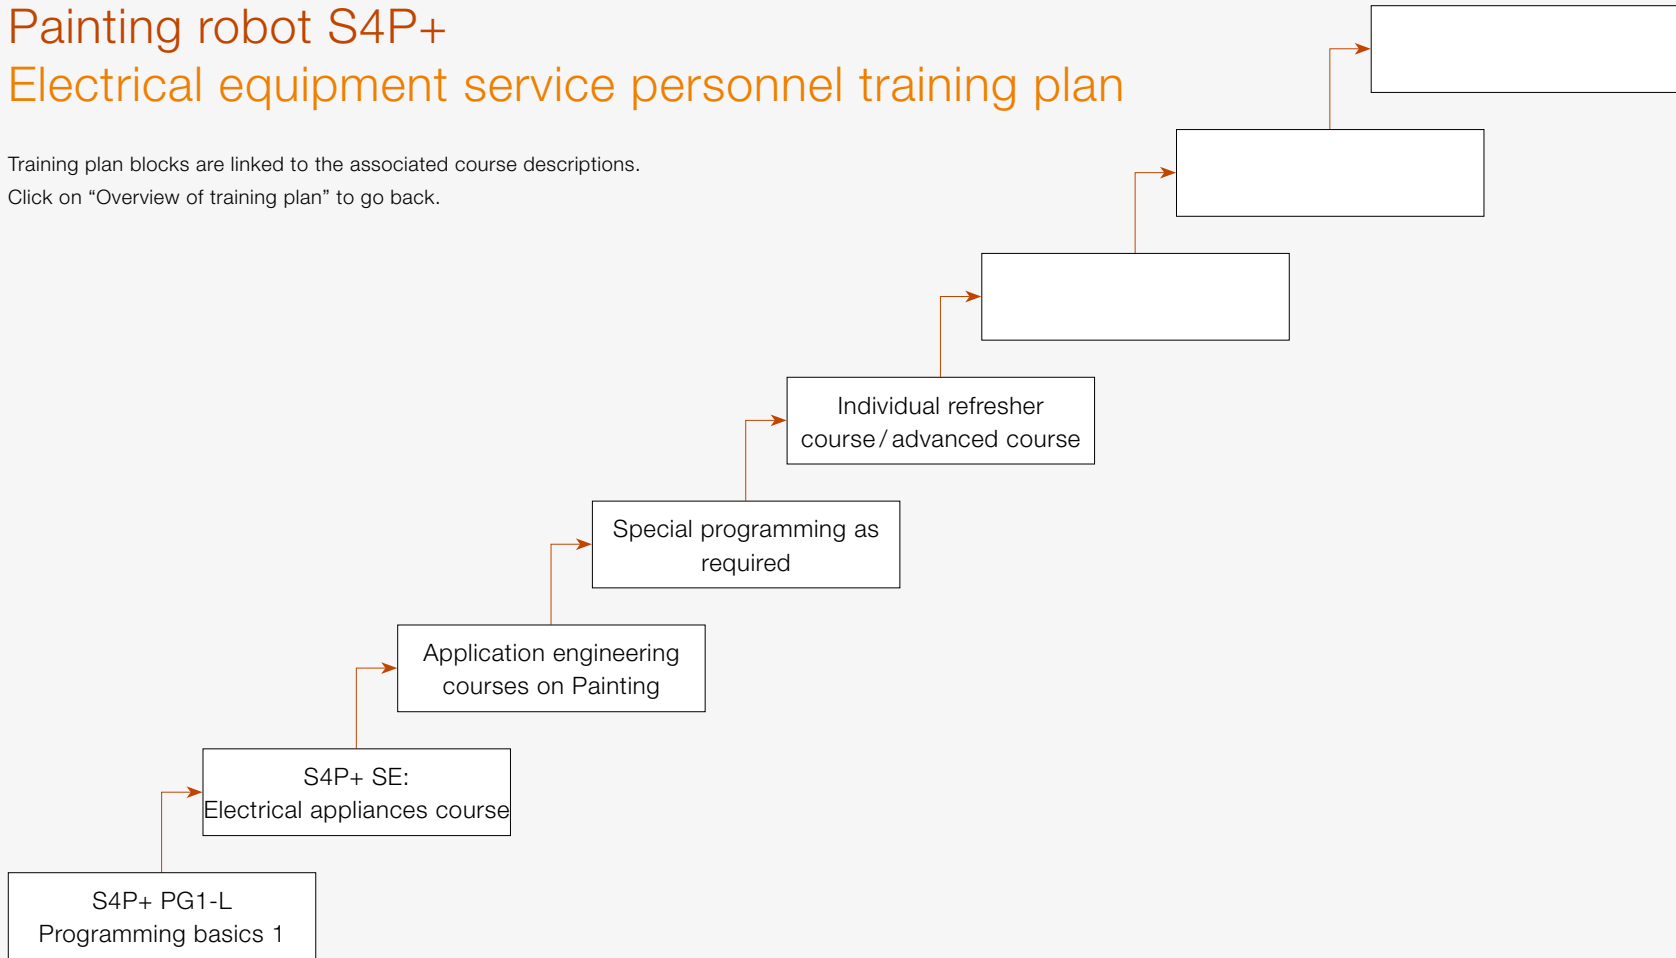 Painting robot S4P+
Electrical equipment service personnel training plan
Training plan blocks are linked to the associated course descriptions.
Click on “Overview of training plan” to go back.
Individual refresher
course / advanced course
Special programming as
required
Application engineering
courses on Painting
S4P+ SE:
Electrical appliances course
S4P+ PG1-L
Programming basics 1